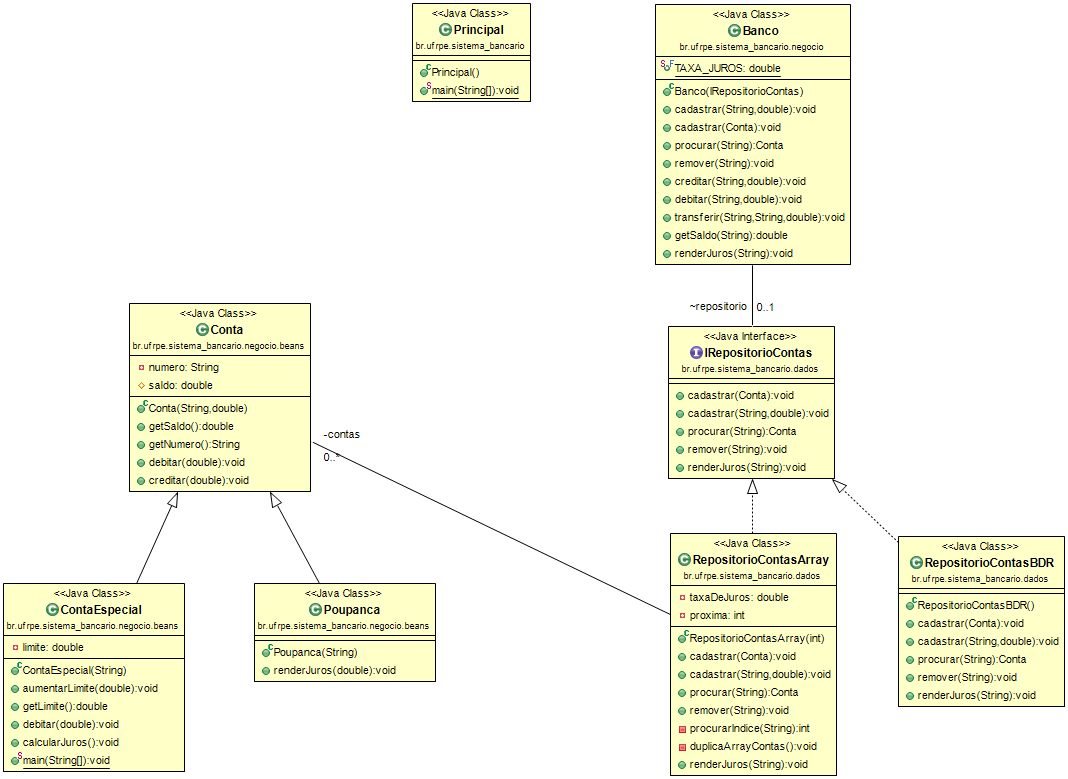 <<Java Class>>
Principal
br.ufrpe.sistema_bancario
Principal()
main(String[]):void
<<Java Class>>
Banco
br.ufrpe.sistema_bancario.negocio
TAXA_JUROS: double
Banco(IRepositorioContas)
cadastrar(String,double):void
cadastrar(Conta):void
procurar(String):Conta
remover(String):void
creditar(String,double):void
debitar(String,double):void
transferir(String,String,double):void
getSaldo(String):double
renderJuros(String):void
~repositorio 0..1
<<Java Class>>
Conta
br.ufrpe.sistema_bancario.negocio.beans
numero: String
saldo: double
Conta(String,double)
getSaldo():double
getNumero():String
debitar(double):void
creditar(double):void
-contas
0..*
<<Java Interface>>
IRepositorioContas
br.ufrpe.sistema_bancario.dados
cadastrar(Conta):void
cadastrar(String,double):void
procurar(String):Conta
remover(String):void
renderJuros(String):void
<<Java Class>>
ContaEspecial
br.ufrpe.sistema_bancario.negocio.beans
limite: double
ContaEspecial(String)
aumentarLimite(double):void
getLimite():double
debitar(double):void
calcularJuros():void
main(String[]):void
<<Java Class>>
Poupanca
br.ufrpe.sistema_bancario.negocio.beans
Poupanca(String)
renderJuros(double):void
<<Java Class>>
RepositorioContasArray
br.ufrpe.sistema_bancario.dados
taxaDeJuros: double
proxima: int
RepositorioContasArray(int)
cadastrar(Conta):void
cadastrar(String,double):void
procurar(String):Conta
remover(String):void
procurarIndice(String):int
duplicaArrayContas():void
renderJuros(String):void
<<Java Class>>
RepositorioContasBDR
br.ufrpe.sistema_bancario.dados
RepositorioContasBDR()
cadastrar(Conta):void
cadastrar(String,double):void
procurar(String):Conta
remover(String):void
renderJuros(String):void